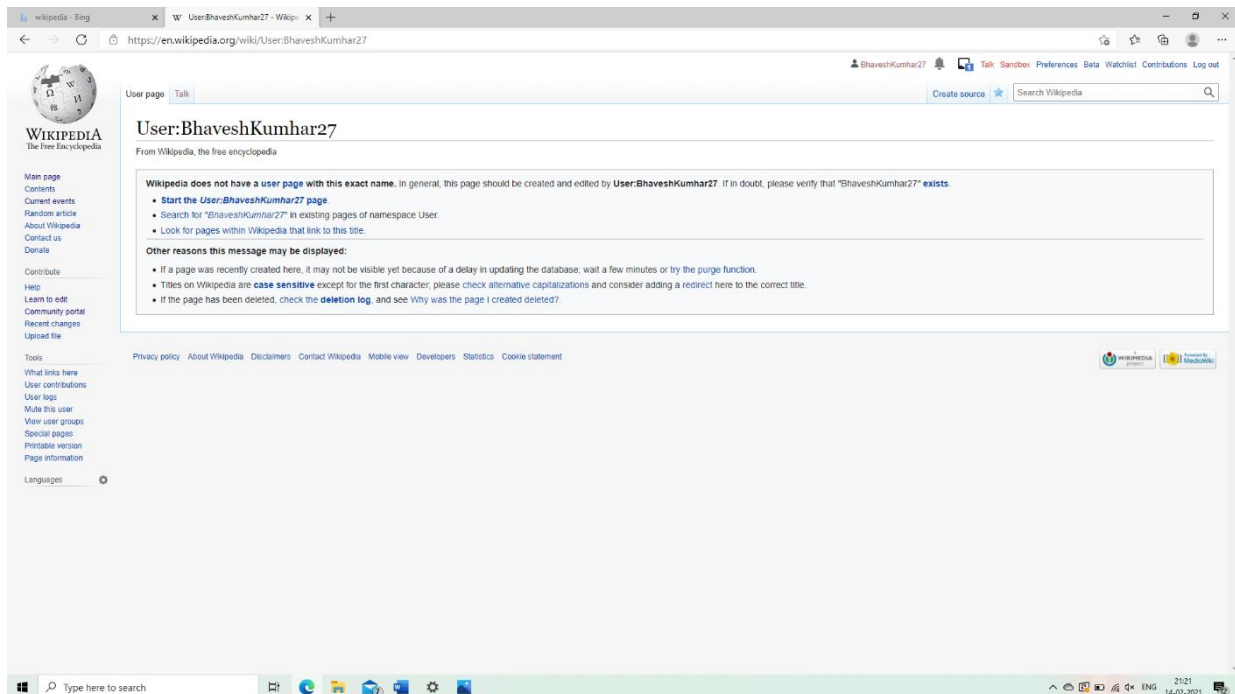 wikipedia - Bing
User:BhaveshKumhar27 - Wikipe
https://en.wikipedia.org/wiki/User:BhaveshKumhar27
BhaveshKumhar27 Talk Sandbox Preferences Beta Watchlist Contributions Log out
User page Talk Create source Search Wikipedia
WIKIPEDIA
The Free Encyclopedia
User:BhaveshKumhar27
From Wikipedia, the free encyclopedia
Wikipedia does not have a user page with this exact name. In general, this page should be created and edited by User:BhaveshKumhar27. If in doubt, please verify that "BhaveshKumhar27" exists.
• Start the User:BhaveshKumhar27 page.
• Search for "BhaveshKumhar27" in existing pages of namespace User.
• Look for pages within Wikipedia that link to this title.
Other reasons this message may be displayed:
• If a page was recently created here, it may not be visible yet because of a delay in updating the database; wait a few minutes or try the purge function.
• Titles on Wikipedia are case sensitive except for the first character; please check alternative capitalizations and consider adding a redirect here to the correct title.
• If the page has been deleted, check the deletion log, and see Why was the page I created deleted?.
Main page
Contents
Current events
Random article
About Wikipedia
Contact us
Donate
Contribute
Help
Learn to edit
Community portal
Recent changes
Upload file
Tools
What links here
User contributions
User logs
Mute this user
View user groups
Special pages
Printable version
Page information
Languages
Privacy policy About Wikipedia Disclaimers Contact Wikipedia Mobile view Developers Statistics Cookie statement
WIKIMEDIA project
Powered By MediaWiki
Type here to search
ENG
21:21
14-02-2021